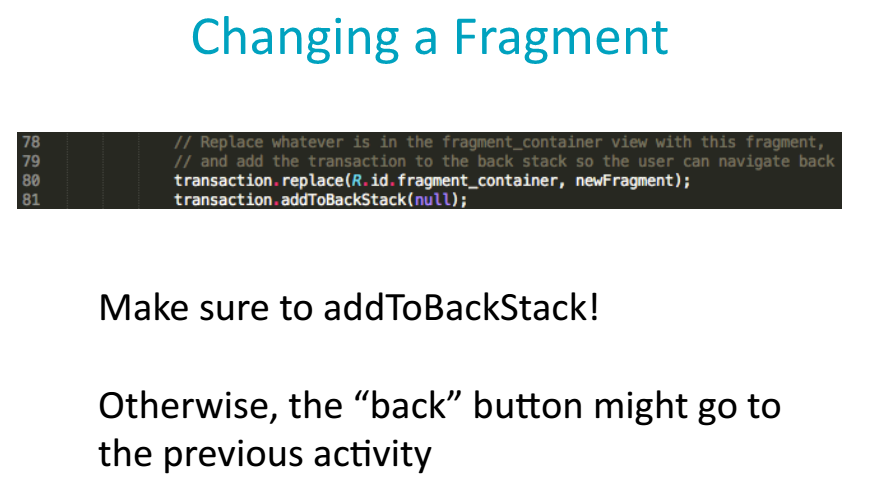 Changing a Fragment
78 // Replace whatever is in the fragment_container view with this fragment,
79 // and add the transaction to the back stack so the user can navigate back
80 transaction.replace(R.id.fragment_container, newFragment);
81 transaction.addToBackStack(null);
Make sure to addToBackStack!
Otherwise, the “back” button might go to
the previous activity